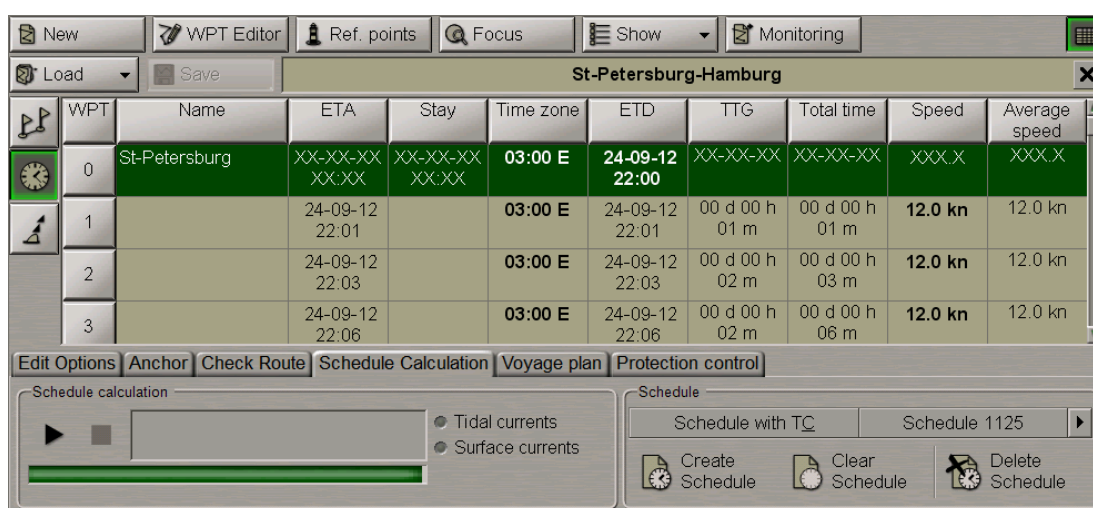 New WPT Editor Ref. points Focus Show Monitoring
Load Save St-Petersburg-Hamburg
WPT Name ETA Stay Time zone ETD TTG Total time Speed Average
speed
0 St-Petersburg XX-XX-XX XX-XX-XX 03:00 E 24-09-12 XX-XX-XX XX-XX-XX XXX.X XXX.X
XX:XX XX:XX 22:00
1 24-09-12 03:00 E 24-09-12 00 d 00 h 00 d 00 h 12.0 kn 12.0 kn
22:01 22:01 01 m 01 m
2 24-09-12 03:00 E 24-09-12 00 d 00 h 00 d 00 h 12.0 kn 12.0 kn
22:03 22:03 02 m 03 m
3 24-09-12 03:00 E 24-09-12 00 d 00 h 00 d 00 h 12.0 kn 12.0 kn
22:06 22:06 02 m 06 m
Edit Options Anchor Check Route Schedule Calculation Voyage plan Protection control
Schedule calculation Schedule
Tidal currents Schedule with TC Schedule 1125
Surface currents
Create Clear Delete
Schedule Schedule Schedule